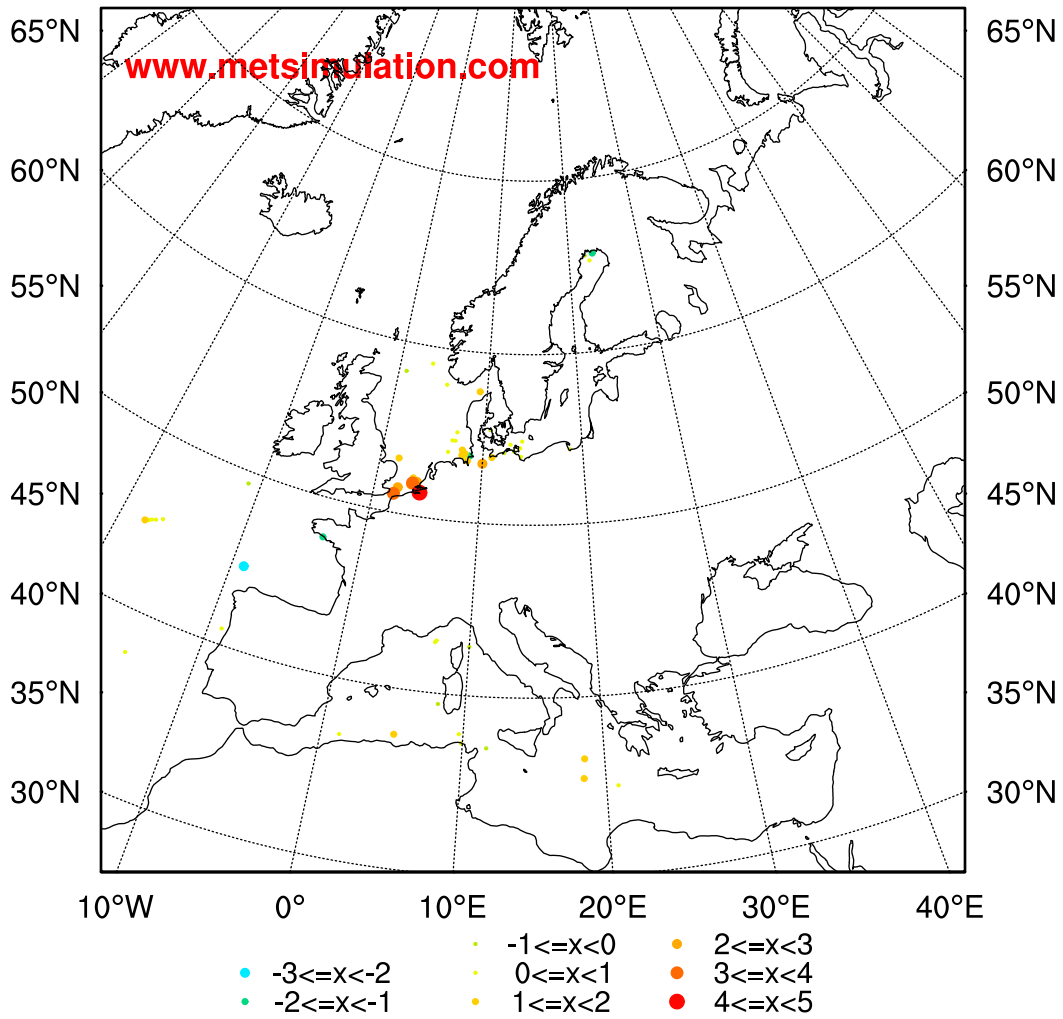 www.metsimulation.com
65°N 65°N
60°N 60°N
55°N 55°N
50°N 50°N
45°N 45°N
40°N 40°N
35°N 35°N
30°N 30°N
10°W 0° 10°E 20°E 30°E 40°E
-1<=x<0 2<=x<3
-3<=x<-2 0<=x<1 3<=x<4
-2<=x<-1 1<=x<2 4<=x<5